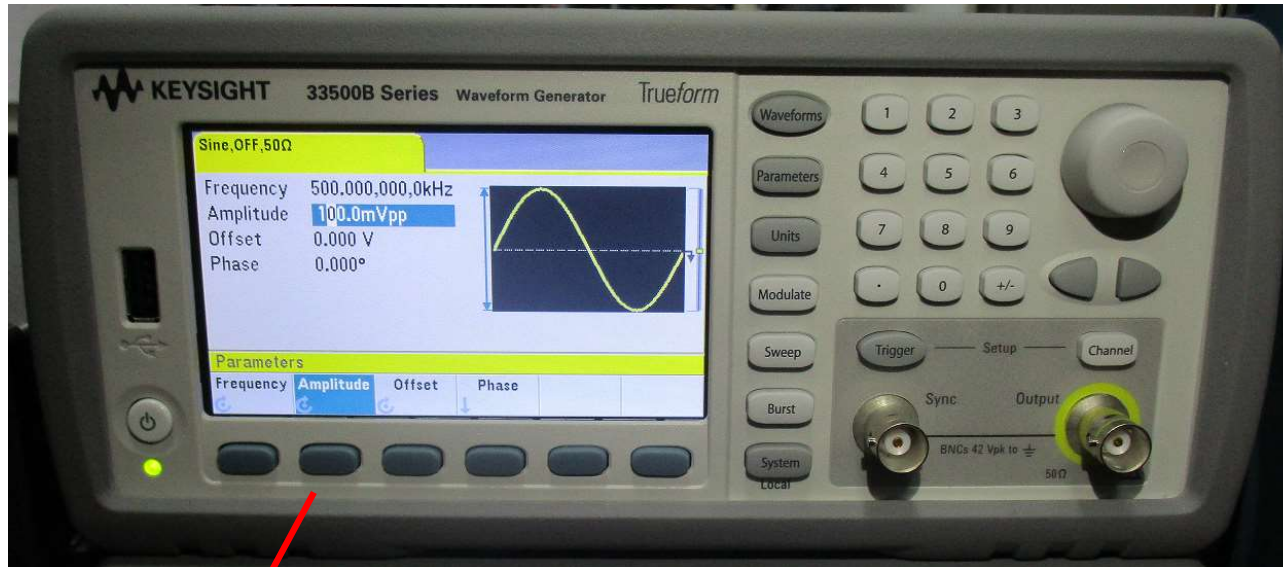 KEYSIGHT 33500B Series Waveform Generator Trueform
Sine,OFF,50Ω
Frequency 500.000,000,0kHz
Amplitude 100.0mVpp
Offset 0.000 V
Phase 0.000°
Parameters
Frequency Amplitude Offset Phase
Waveforms
Parameters
Units
Modulate
Sweep
Burst
System
Local
1 2 3
4 5 6
7 8 9
. 0 +/-
Trigger Setup Channel
Sync Output
BNCs 42 Vpk to ⏚
50Ω